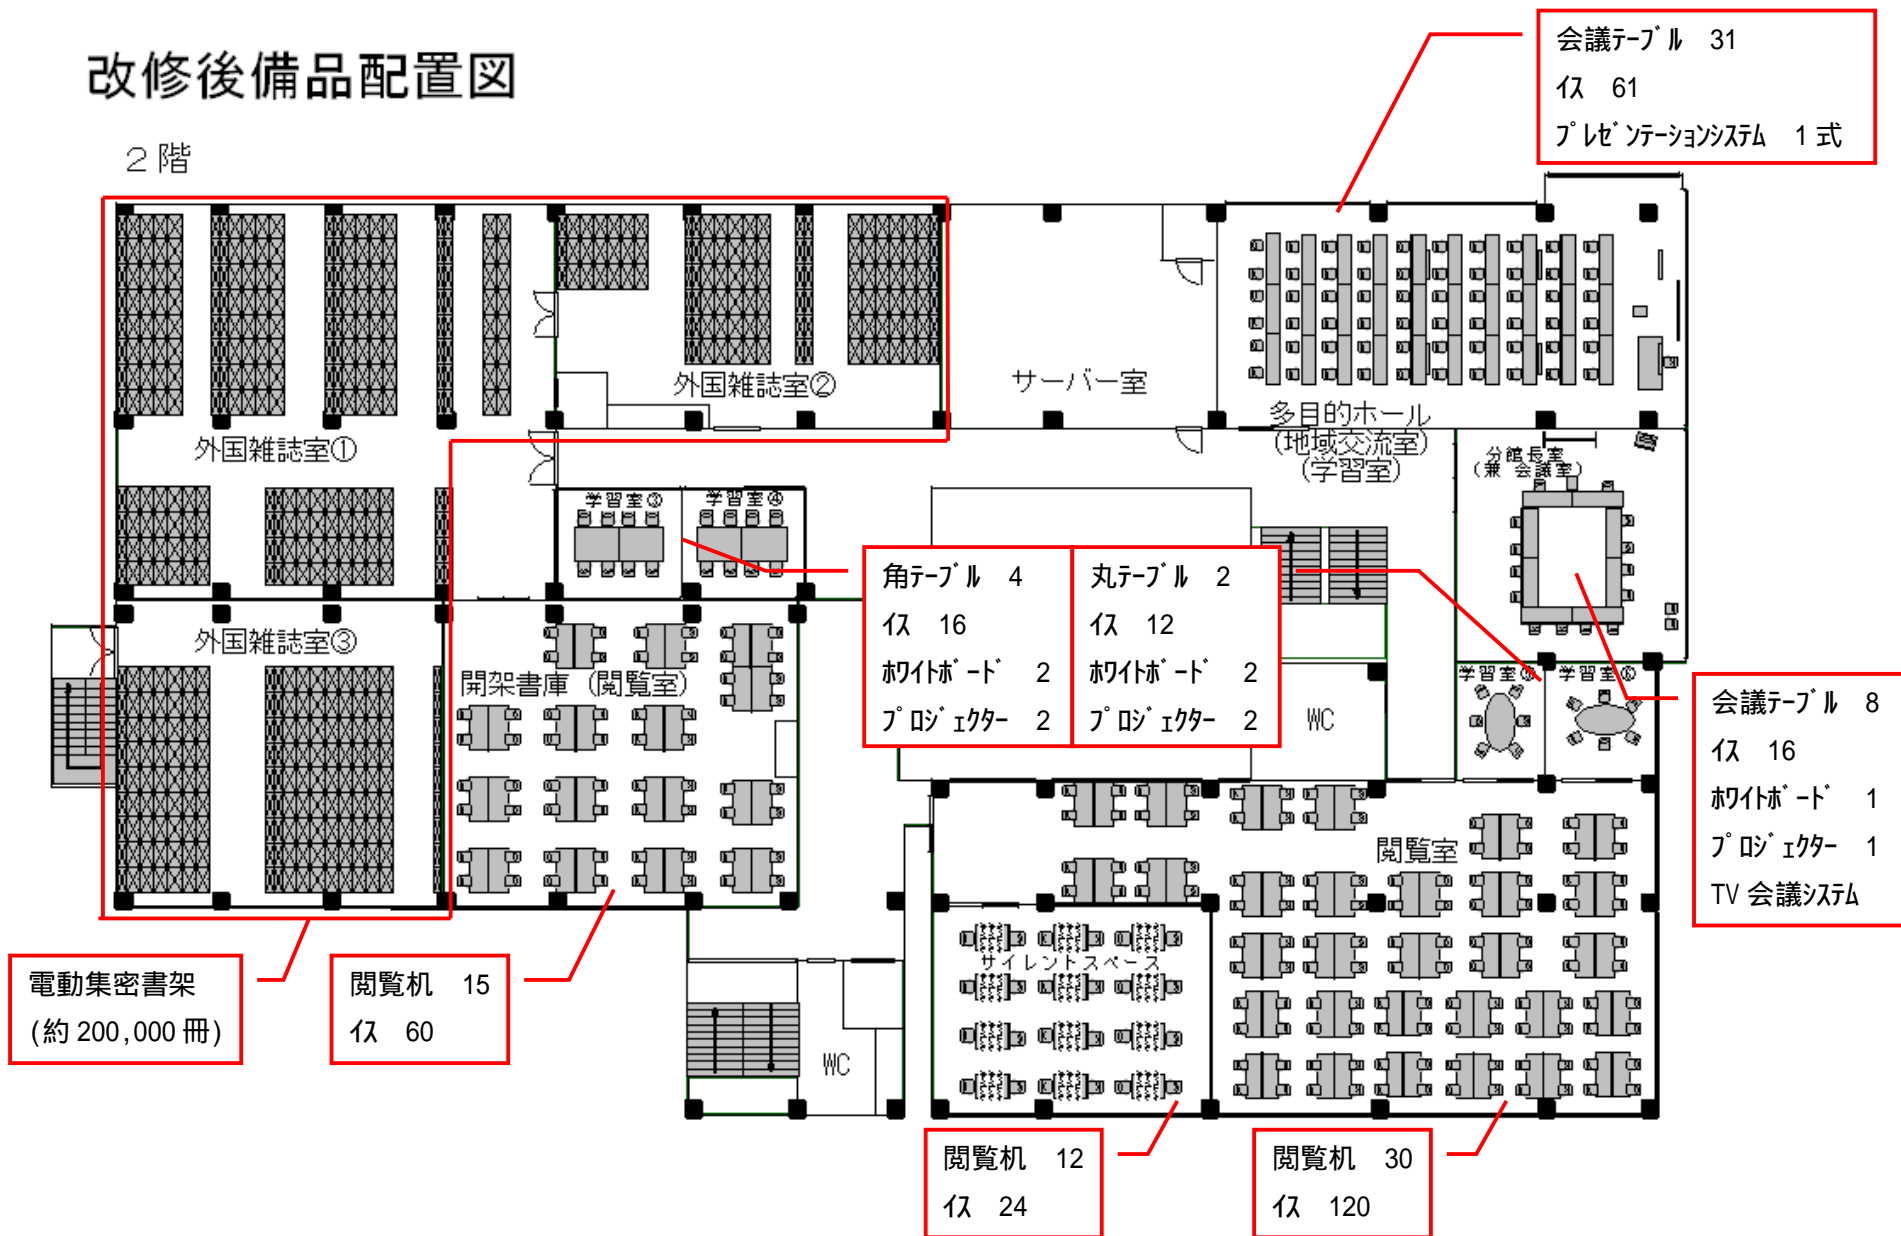 改修後備品配置図
2階
会議テーブル 31
イス 61
プレゼンテーションシステム 1式
外国雑誌室②
サーバー室
多目的ホール
(地域交流室)
(学習室)
外国雑誌室①
分館長室
(兼 会議室)
学習室③
学習室④
角テーブル 4
イス 16
ホワイトボード 2
プロジェクター 2
丸テーブル 2
イス 12
ホワイトボード 2
プロジェクター 2
外国雑誌室③
開架書庫(閲覧室)
WC
学習室⑤
学習室⑥
会議テーブル 8
イス 16
ホワイトボード 1
プロジェクター 1
TV会議システム
閲覧室
サイレントスペース
電動集密書架
(約200,000冊)
閲覧机 15
イス 60
WC
閲覧机 12
イス 24
閲覧机 30
イス 120